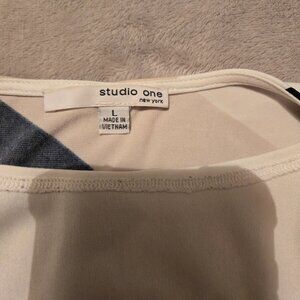 studio one
new york
L
MADE IN
VIETNAM